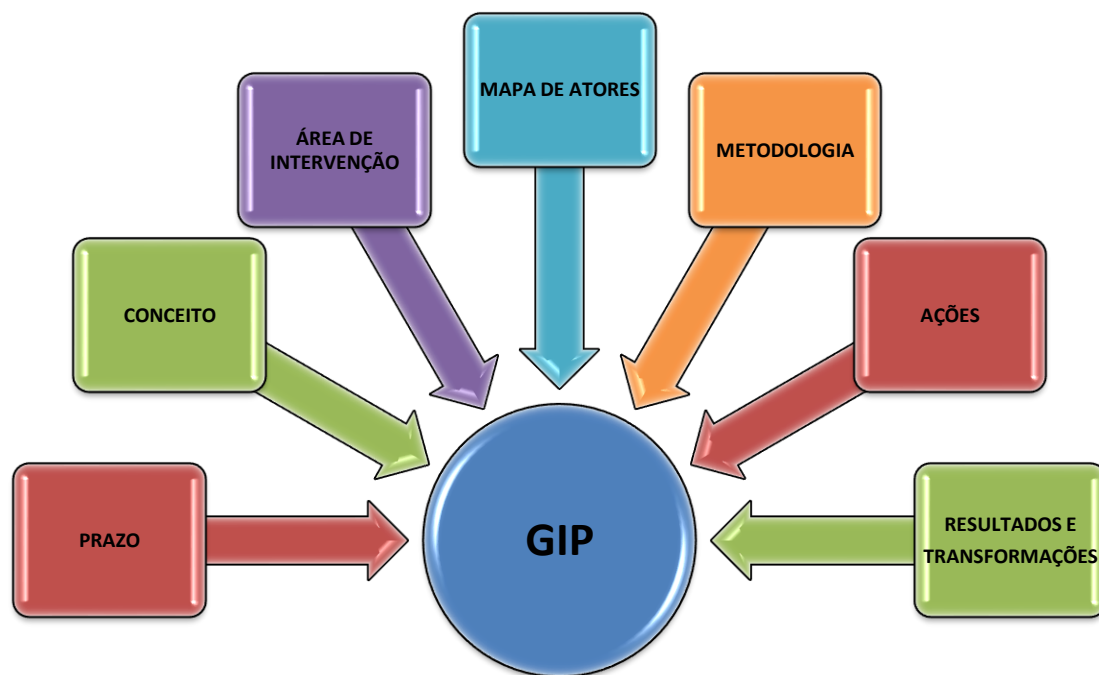 MAPA DE ATORES
ÁREA DE
INTERVENÇÃO
METODOLOGIA
CONCEITO
AÇÕES
PRAZO
GIP
RESULTADOS E
TRANSFORMAÇÕES